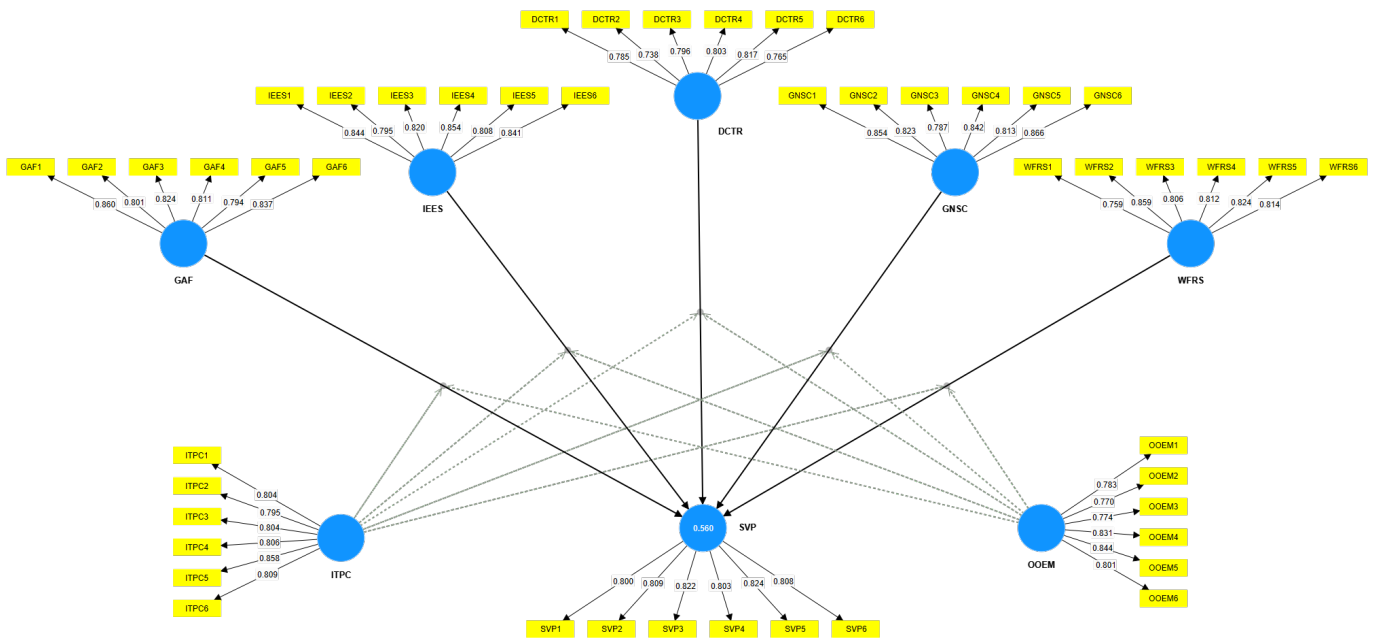 DCTR1 DCTR2 DCTR3 DCTR4 DCTR5 DCTR6
0.785 0.738 0.796 0.803 0.817 0.765
DCTR
IEES1 IEES2 IEES3 IEES4 IEES5 IEES6
0.844 0.795 0.820 0.854 0.808 0.841
IEES
GNSC1 GNSC2 GNSC3 GNSC4 GNSC5 GNSC6
0.854 0.823 0.787 0.842 0.813 0.866
GNSC
GAF1 GAF2 GAF3 GAF4 GAF5 GAF6
0.860 0.801 0.824 0.811 0.794 0.837
GAF
WFRS1 WFRS2 WFRS3 WFRS4 WFRS5 WFRS6
0.759 0.859 0.806 0.812 0.824 0.814
WFRS
ITPC1 0.804
ITPC2 0.795
ITPC3 0.804
ITPC4 0.806
ITPC5 0.858
ITPC6 0.809
ITPC
0.560 SVP
0.800 0.809 0.822 0.803 0.824 0.808
SVP1 SVP2 SVP3 SVP4 SVP5 SVP6
0.783 OOEM1
0.770 OOEM2
0.774 OOEM3
0.831 OOEM4
0.844 OOEM5
0.801 OOEM6
OOEM